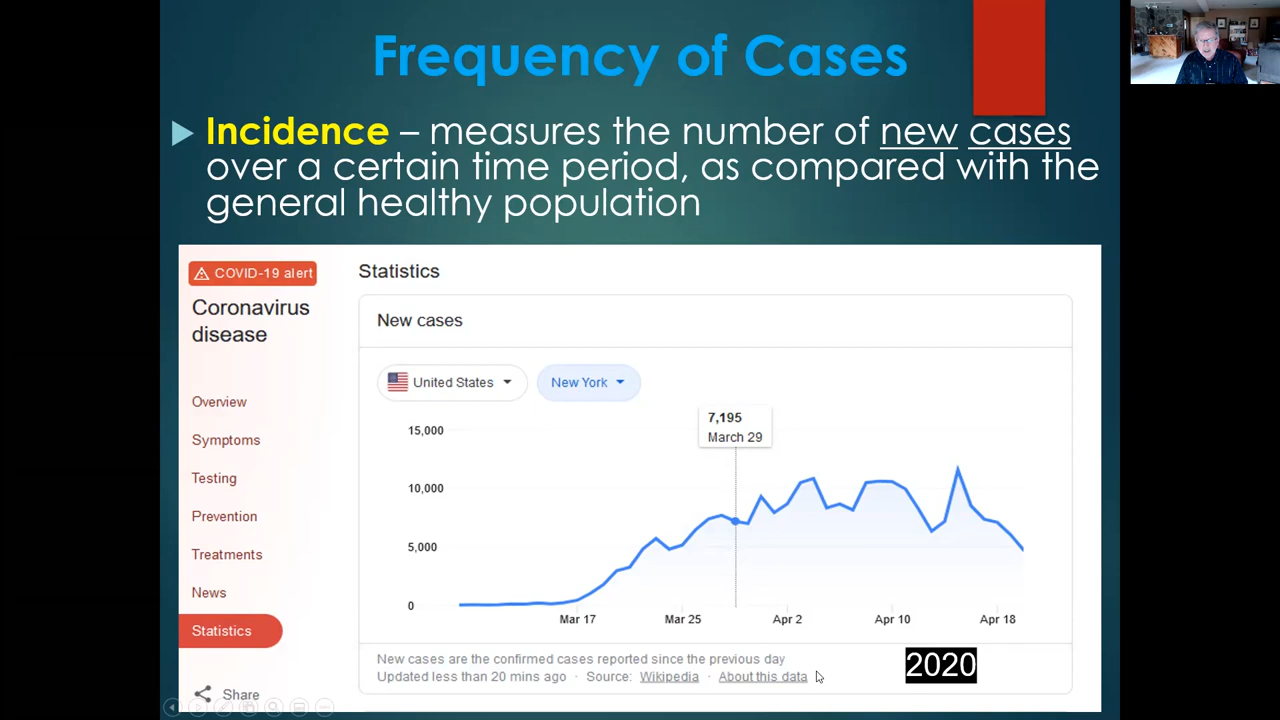 Frequency of Cases
Incidence – measures the number of new cases
over a certain time period, as compared with the
general healthy population
COVID-19 alert
Coronavirus
disease
Overview
Symptoms
Testing
Prevention
Treatments
News
Statistics
Share
Statistics
New cases
United States
New York
7,195
March 29
15,000
10,000
5,000
0
Mar 17
Mar 25
Apr 2
Apr 10
Apr 18
New cases are the confirmed cases reported since the previous day
Updated less than 20 mins ago · Source: Wikipedia · About this data
2020